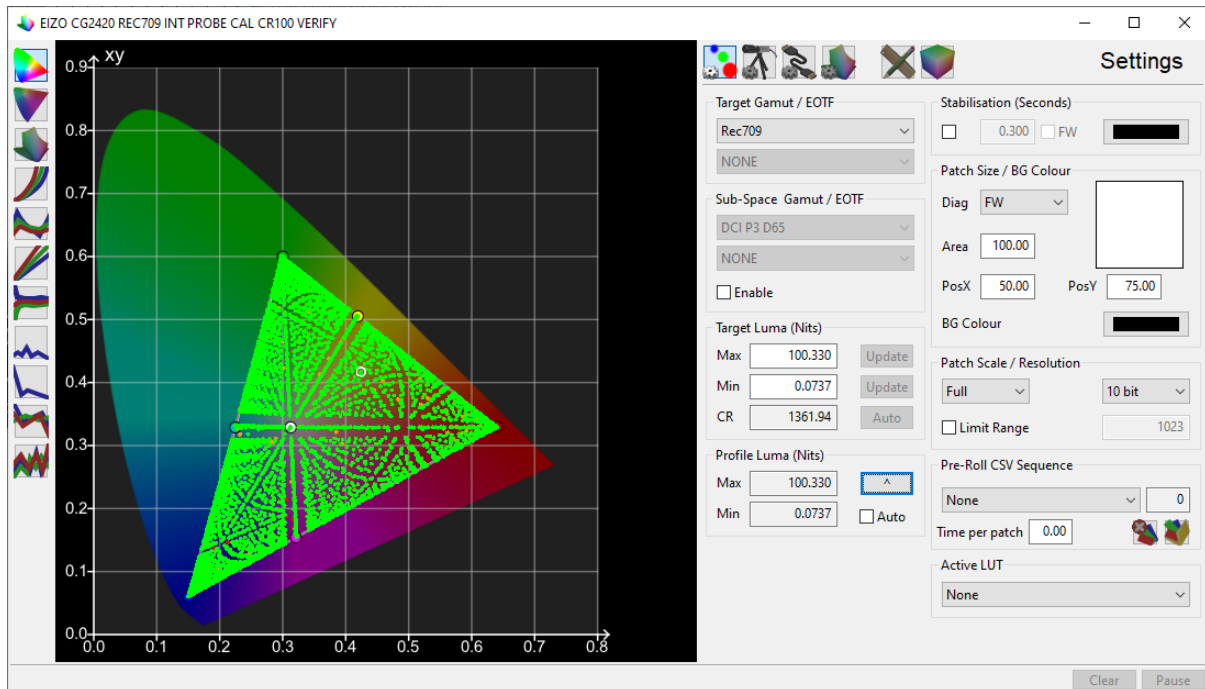 EIZO CG2420 REC709 INT PROBE CAL CR100 VERIFY
xy
0.9
0.8
0.7
0.6
0.5
0.4
0.3
0.2
0.1
0.0
0.0 0.1 0.2 0.3 0.4 0.5 0.6 0.7 0.8
Settings
Target Gamut / EOTF
Rec709
NONE
Sub-Space Gamut / EOTF
DCI P3 D65
NONE
Enable
Target Luma (Nits)
Max 100.330 Update
Min 0.0737 Update
CR 1361.94 Auto
Profile Luma (Nits)
Max 100.330 ^
Min 0.0737 Auto
Stabilisation (Seconds)
0.300 FW
Patch Size / BG Colour
Diag FW
Area 100.00
PosX 50.00 PosY 75.00
BG Colour
Patch Scale / Resolution
Full 10 bit
Limit Range 1023
Pre-Roll CSV Sequence
None 0
Time per patch 0.00
Active LUT
None
Clear Pause